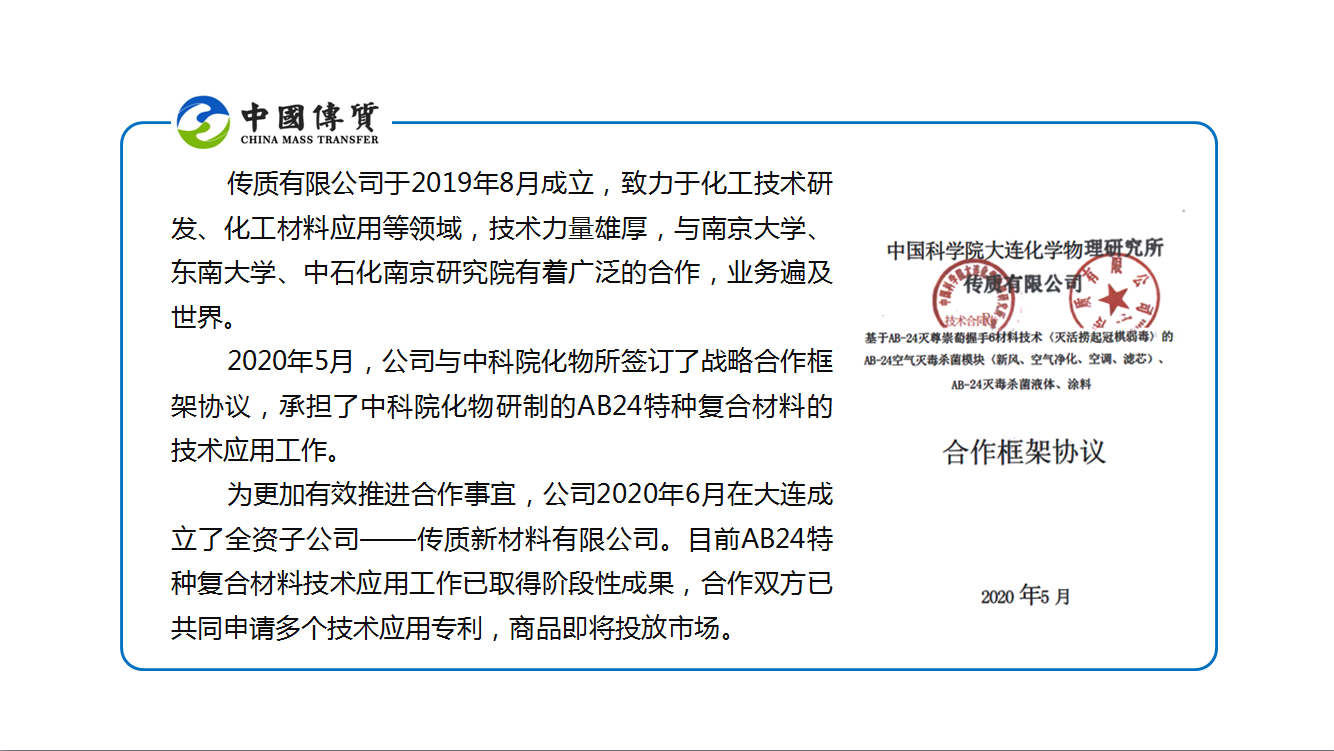 中國傳質
CHINA MASS TRANSFER
传质有限公司于2019年8月成立，致力于化工技术研
发、化工材料应用等领域，技术力量雄厚，与南京大学、
东南大学、中石化南京研究院有着广泛的合作，业务遍及
世界。
2020年5月，公司与中科院化物所签订了战略合作框
架协议，承担了中科院化物研制的AB24特种复合材料的
技术应用工作。
为更加有效推进合作事宜，公司2020年6月在大连成
立了全资子公司——传质新材料有限公司。目前AB24特
种复合材料技术应用工作已取得阶段性成果，合作双方已
共同申请多个技术应用专利，商品即将投放市场。
中国科学院大连化学物理研究所
传质有限公司
技术合同
质有限公司
基于AB-24灭尊崇萄握手6材料技术（灭活捞起冠棋弱毒）的
AB-24空气灭毒杀菌模块（新风、空气净化、空调、滤芯）、
AB-24灭毒杀菌液体、涂料
合作框架协议
2020 年5 月